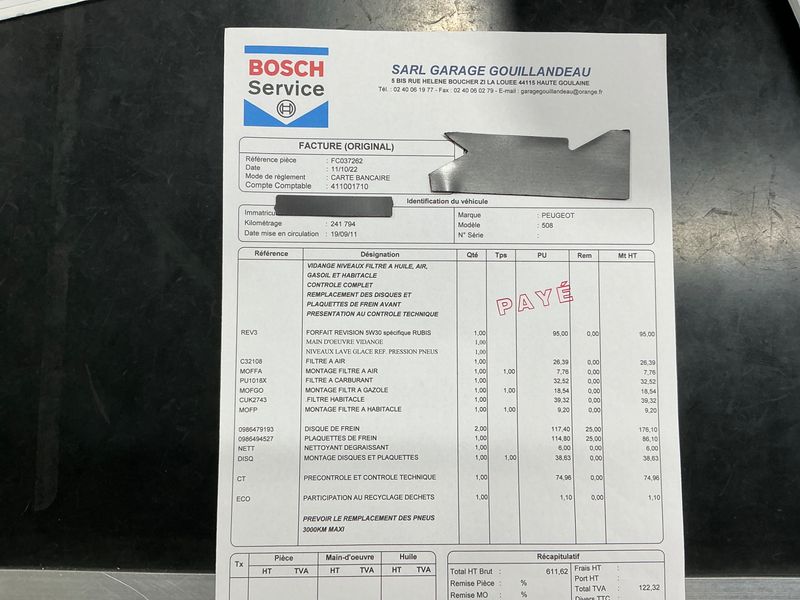 BOSCH
Service
SARL GARAGE GOUILLANDEAU
5 BIS RUE HELENE BOUCHER ZI LA LOUEE 44115 HAUTE GOULAINE
Tél. : 02 40 06 19 77 - Fax : 02 40 06 02 79 - E-mail : garagegouillandeau@orange.fr
FACTURE (ORIGINAL)
Référence pièce : FC037262
Date : 11/10/22
Mode de règlement : CARTE BANCAIRE
Compte Comptable : 411001710
Identification du véhicule
Immatricu
Kilométrage : 241 794
Date mise en circulation : 19/09/11
Marque : PEUGEOT
Modèle : 508
N° Série :
Référence Désignation Qté Tps PU Rem Mt HT
VIDANGE NIVEAUX FILTRE A HUILE, AIR,
GASOIL ET HABITACLE
CONTROLE COMPLET
REMPLACEMENT DES DISQUES ET
PLAQUETTES DE FREIN AVANT
PRESENTATION AU CONTROLE TECHNIQUE
PAYÉ
REV3 FORFAIT REVISION 5W30 spécifique RUBIS 1,00 95,00 0,00 95,00
MAIN D'OEUVRE VIDANGE 1,00
NIVEAUX LAVE GLACE REF. PRESSION PNEUS 1,00
C32108 FILTRE A AIR 1,00 26,39 0,00 26,39
MOFFA MONTAGE FILTRE A AIR 1,00 1,00 7,76 0,00 7,76
PU1018X FILTRE A CARBURANT 1,00 32,52 0,00 32,52
MOFGO MONTAGE FILTR A GAZOLE 1,00 1,00 18,54 0,00 18,54
CUK2743 FILTRE HABITACLE 1,00 39,32 0,00 39,32
MOFP MONTAGE FILTRE A HABITACLE 1,00 1,00 9,20 0,00 9,20
0986479193 DISQUE DE FREIN 2,00 117,40 25,00 176,10
0986494527 PLAQUETTES DE FREIN 1,00 114,80 25,00 86,10
NETT NETTOYANT DEGRAISSANT 1,00 6,00 0,00 6,00
DISQ MONTAGE DISQUES ET PLAQUETTES 1,00 1,00 38,63 0,00 38,63
CT PRECONTROLE ET CONTROLE TECHNIQUE 1,00 74,96 0,00 74,96
ECO PARTICIPATION AU RECYCLAGE DECHETS 1,00 1,10 0,00 1,10
PREVOIR LE REMPLACEMENT DES PNEUS
3000KM MAXI
Tx Pièce Main-d'oeuvre Huile
HT TVA HT TVA HT TVA
Récapitulatif
Total HT Brut : 611,62
Remise Pièce : %
Remise MO : %
Frais HT :
Port HT :
Total TVA : 122,32
Divers TTC